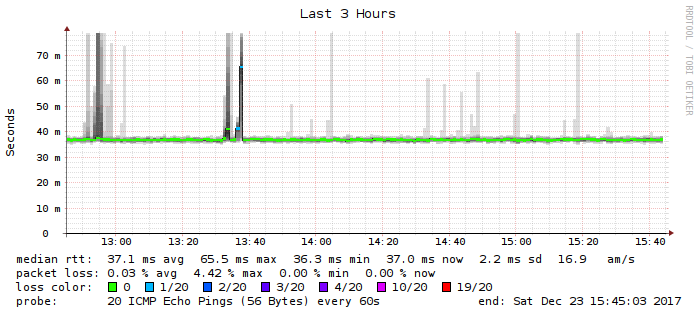 Last 3 Hours
RRDTOOL / TOBI OETIKER
Seconds
70 m
60 m
50 m
40 m
30 m
20 m
10 m
0
13:00 13:20 13:40 14:00 14:20 14:40 15:00 15:20 15:40
median rtt: 37.1 ms avg 65.5 ms max 36.3 ms min 37.0 ms now 2.2 ms sd 16.9 am/s
packet loss: 0.03 % avg 4.42 % max 0.00 % min 0.00 % now
loss color: 0 1/20 2/20 3/20 4/20 10/20 19/20
probe: 20 ICMP Echo Pings (56 Bytes) every 60s end: Sat Dec 23 15:45:03 2017